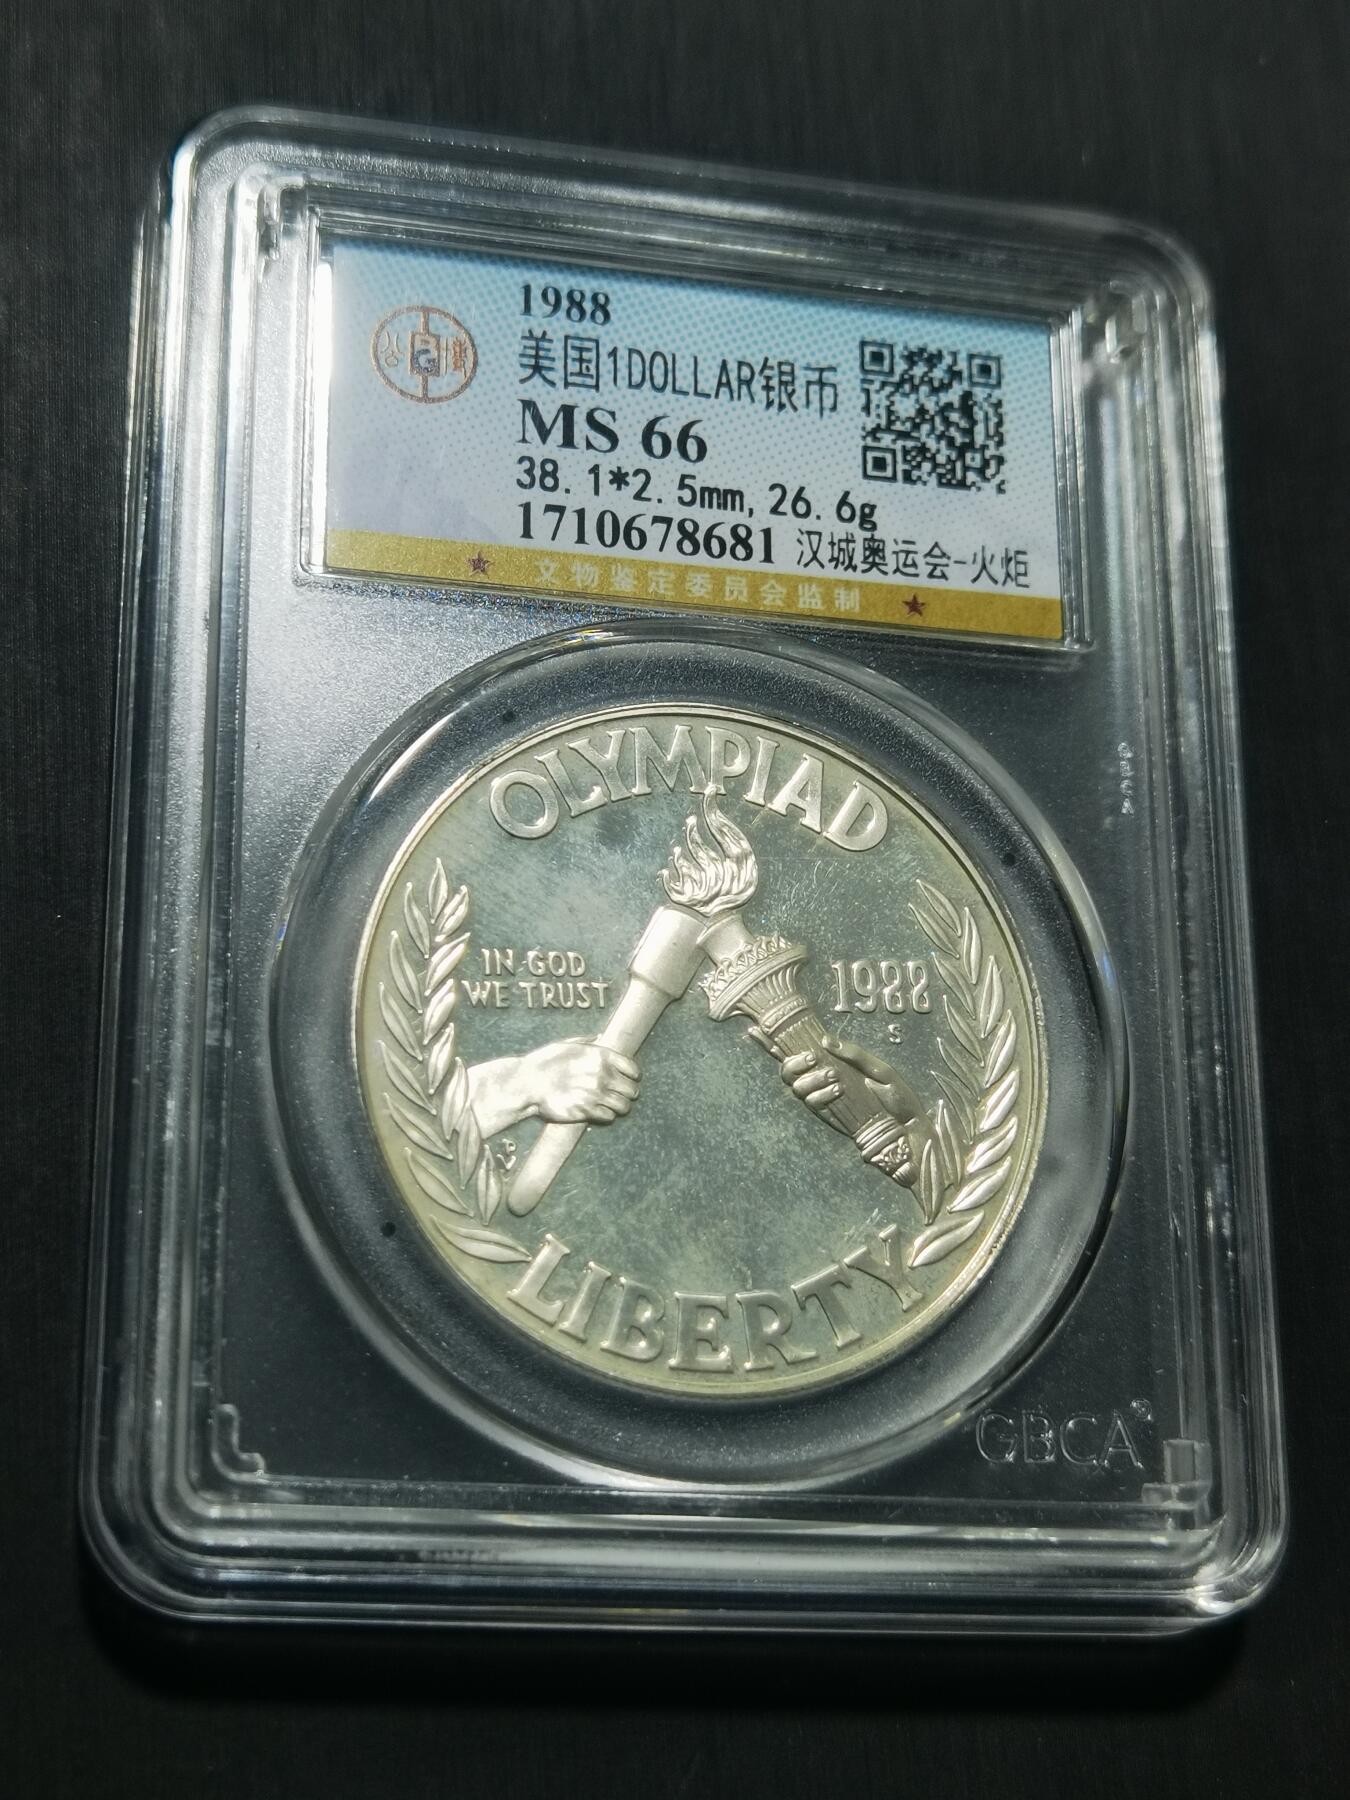 1988
美国1DOLLAR银币
MS 66
38.1*2.5mm, 26.6g
1710678681 汉城奥运会-火炬
文物鉴定委员会监制
OLYMPIAD
IN GOD
WE TRUST
1988
S
LIBERTY
GBCA®